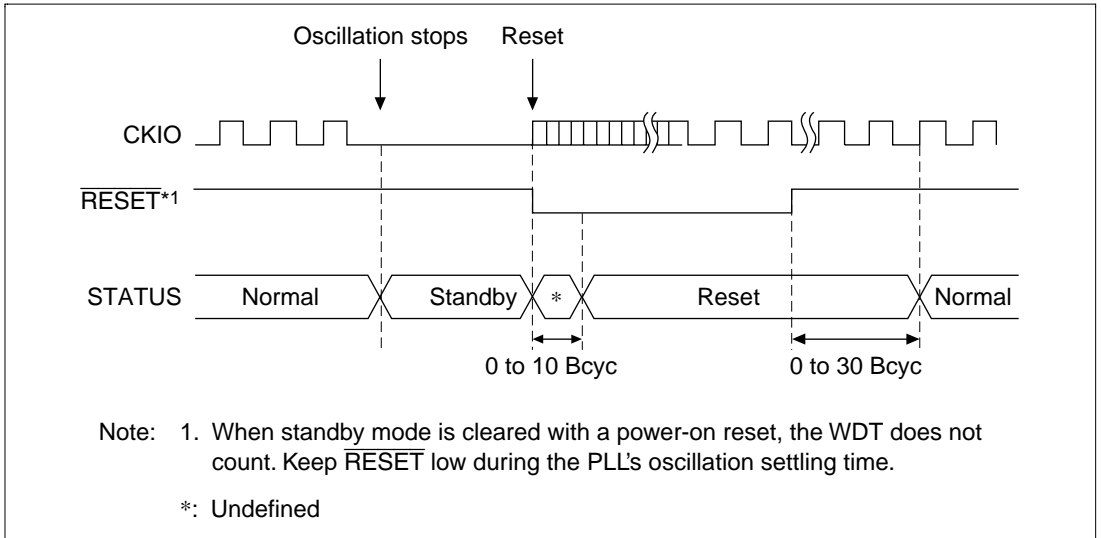 Oscillation stops Reset
CKIO
RESET*1
STATUS Normal Standby * Reset Normal
0 to 10 Bcyc 0 to 30 Bcyc
Note: 1. When standby mode is cleared with a power-on reset, the WDT does not
count. Keep RESET low during the PLL's oscillation settling time.
*: Undefined